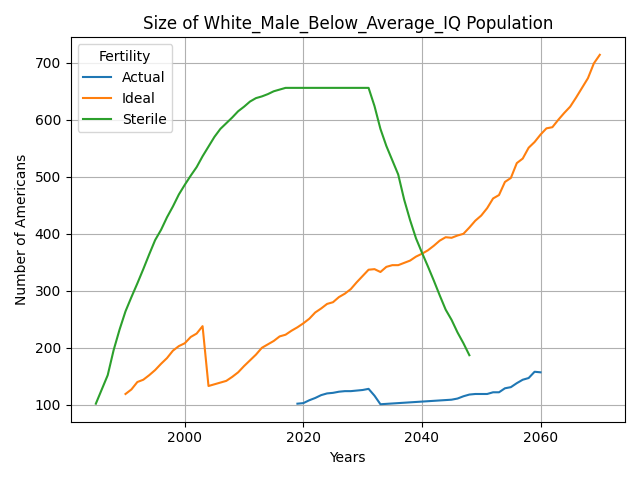 Size of White_Male_Below_Average_IQ Population
Fertility
Actual
Ideal
Sterile
Number of Americans
700
600
500
400
300
200
100
2000
2020
2040
2060
Years